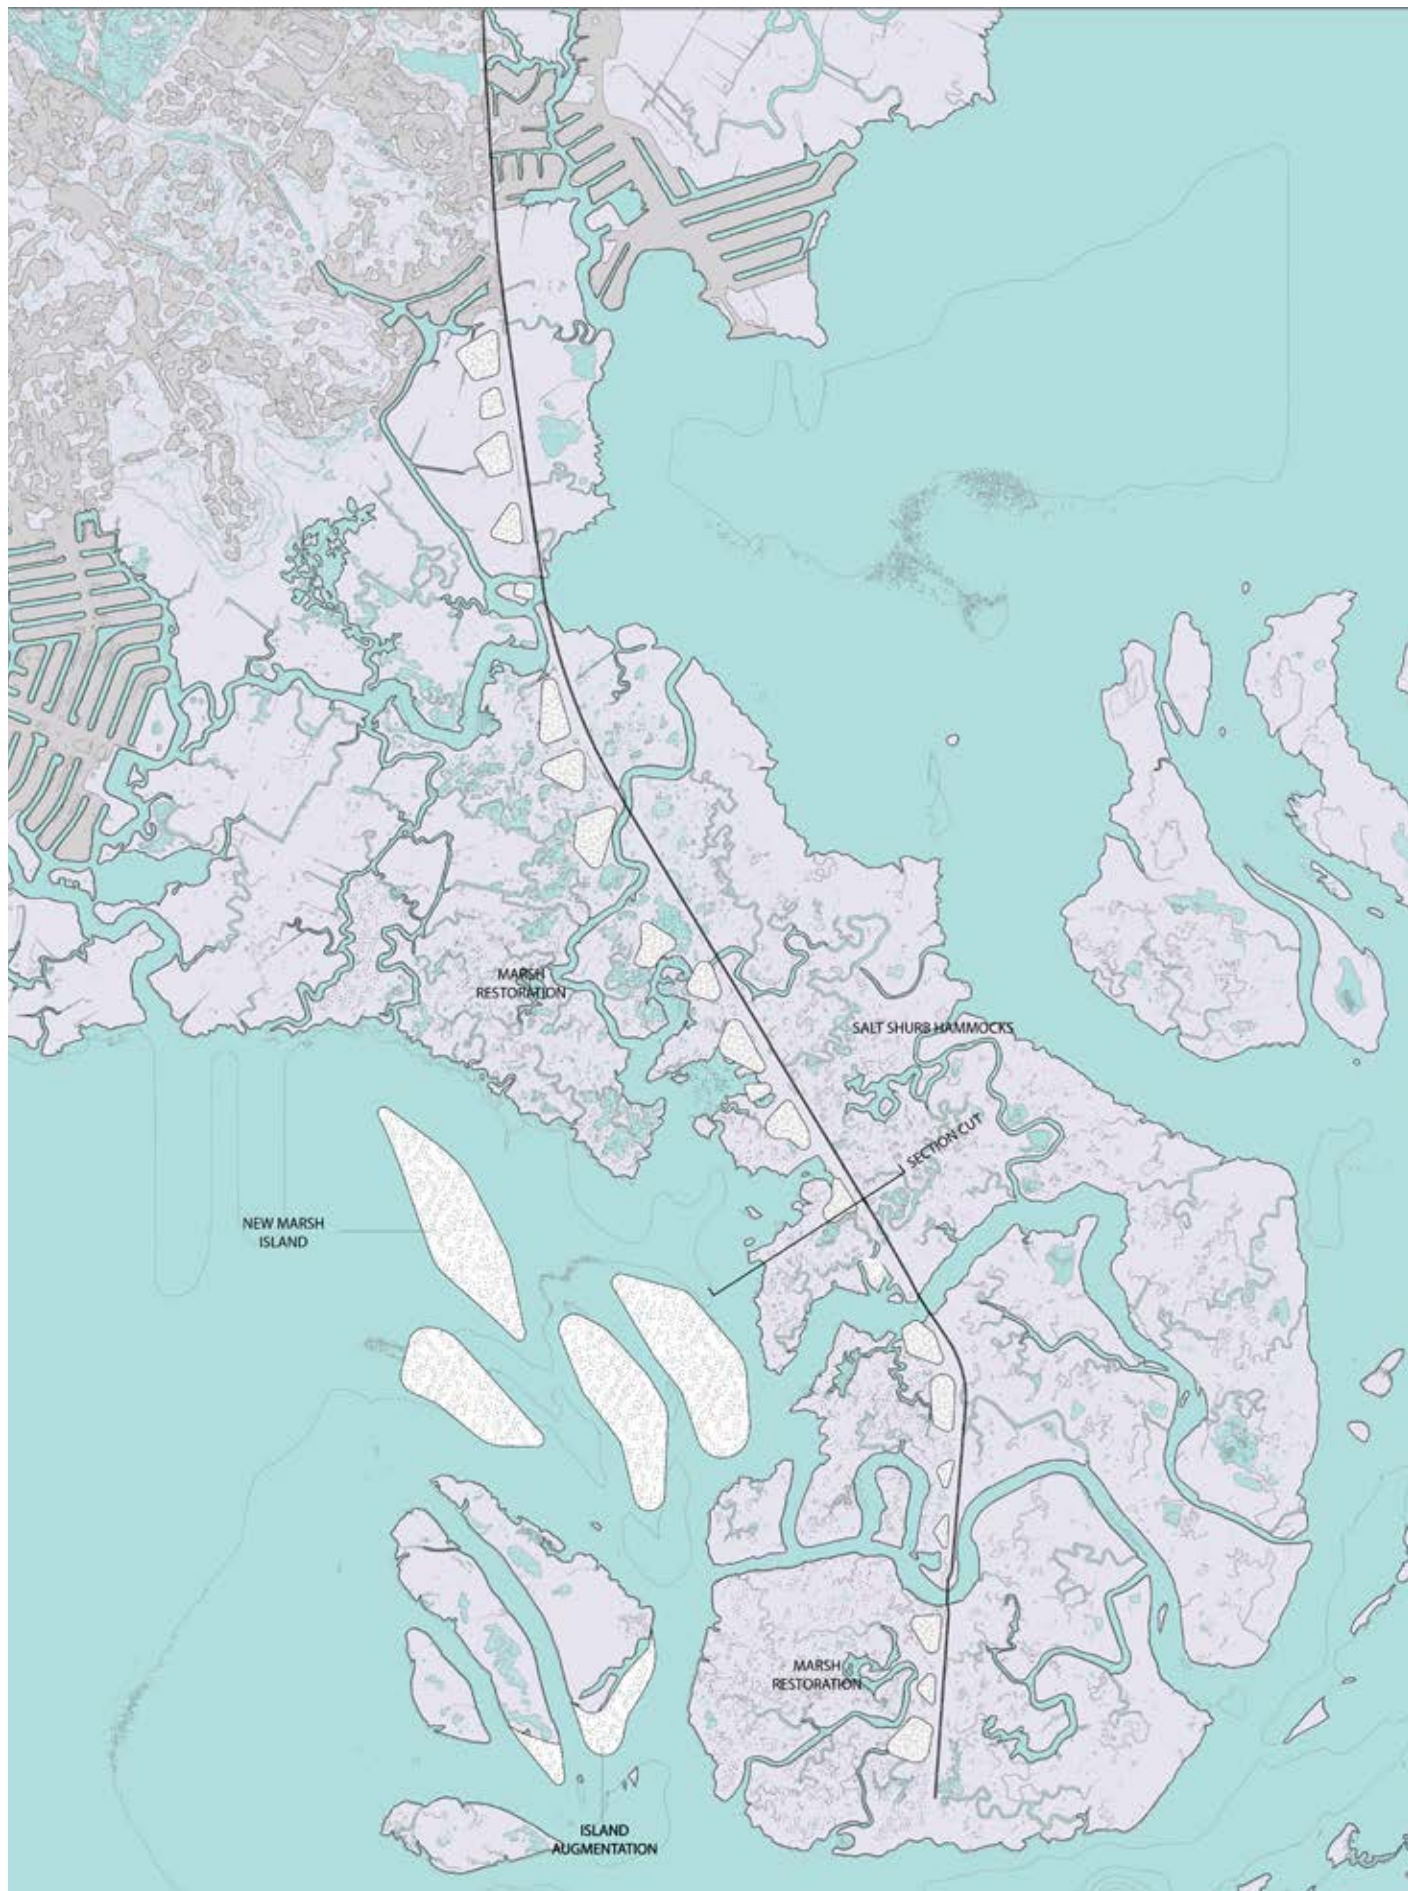 MARSH
RESTORATION
SALT SHURB HAMMOCKS
SECTION CUT
NEW MARSH
ISLAND
MARSH
RESTORATION
ISLAND
AUGMENTATION